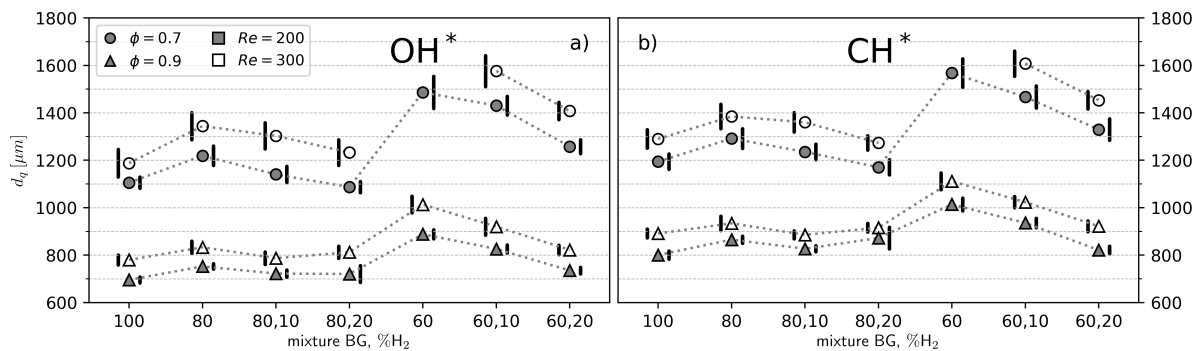 1800
1600
1400
1200
1000
800
600
d_q [μm]
ϕ = 0.7
ϕ = 0.9
Re = 200
Re = 300
OH*
a)
100 80 80,10 80,20 60 60,10 60,20
mixture BG, %H₂
b)
CH*
1800
1600
1400
1200
1000
800
600
100 80 80,10 80,20 60 60,10 60,20
mixture BG, %H₂